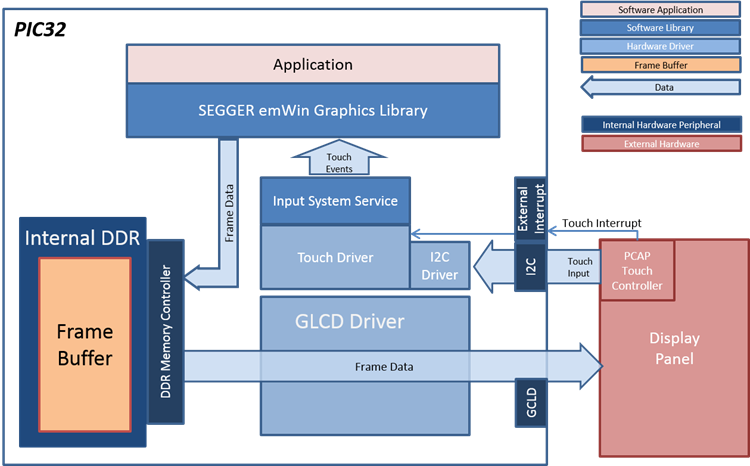 PIC32
Application
SEGGER emWin Graphics Library
Touch
Events
Frame Data
Input System Service
Touch Driver
I2C
Driver
External
Interrupt
I2C
Touch Interrupt
Touch
Input
PCAP
Touch
Controller
Internal DDR
Frame
Buffer
DDR Memory Controller
GLCD Driver
Frame Data
GCLD
Display
Panel
Software Application
Software Library
Hardware Driver
Frame Buffer
Data
Internal Hardware Peripheral
External Hardware